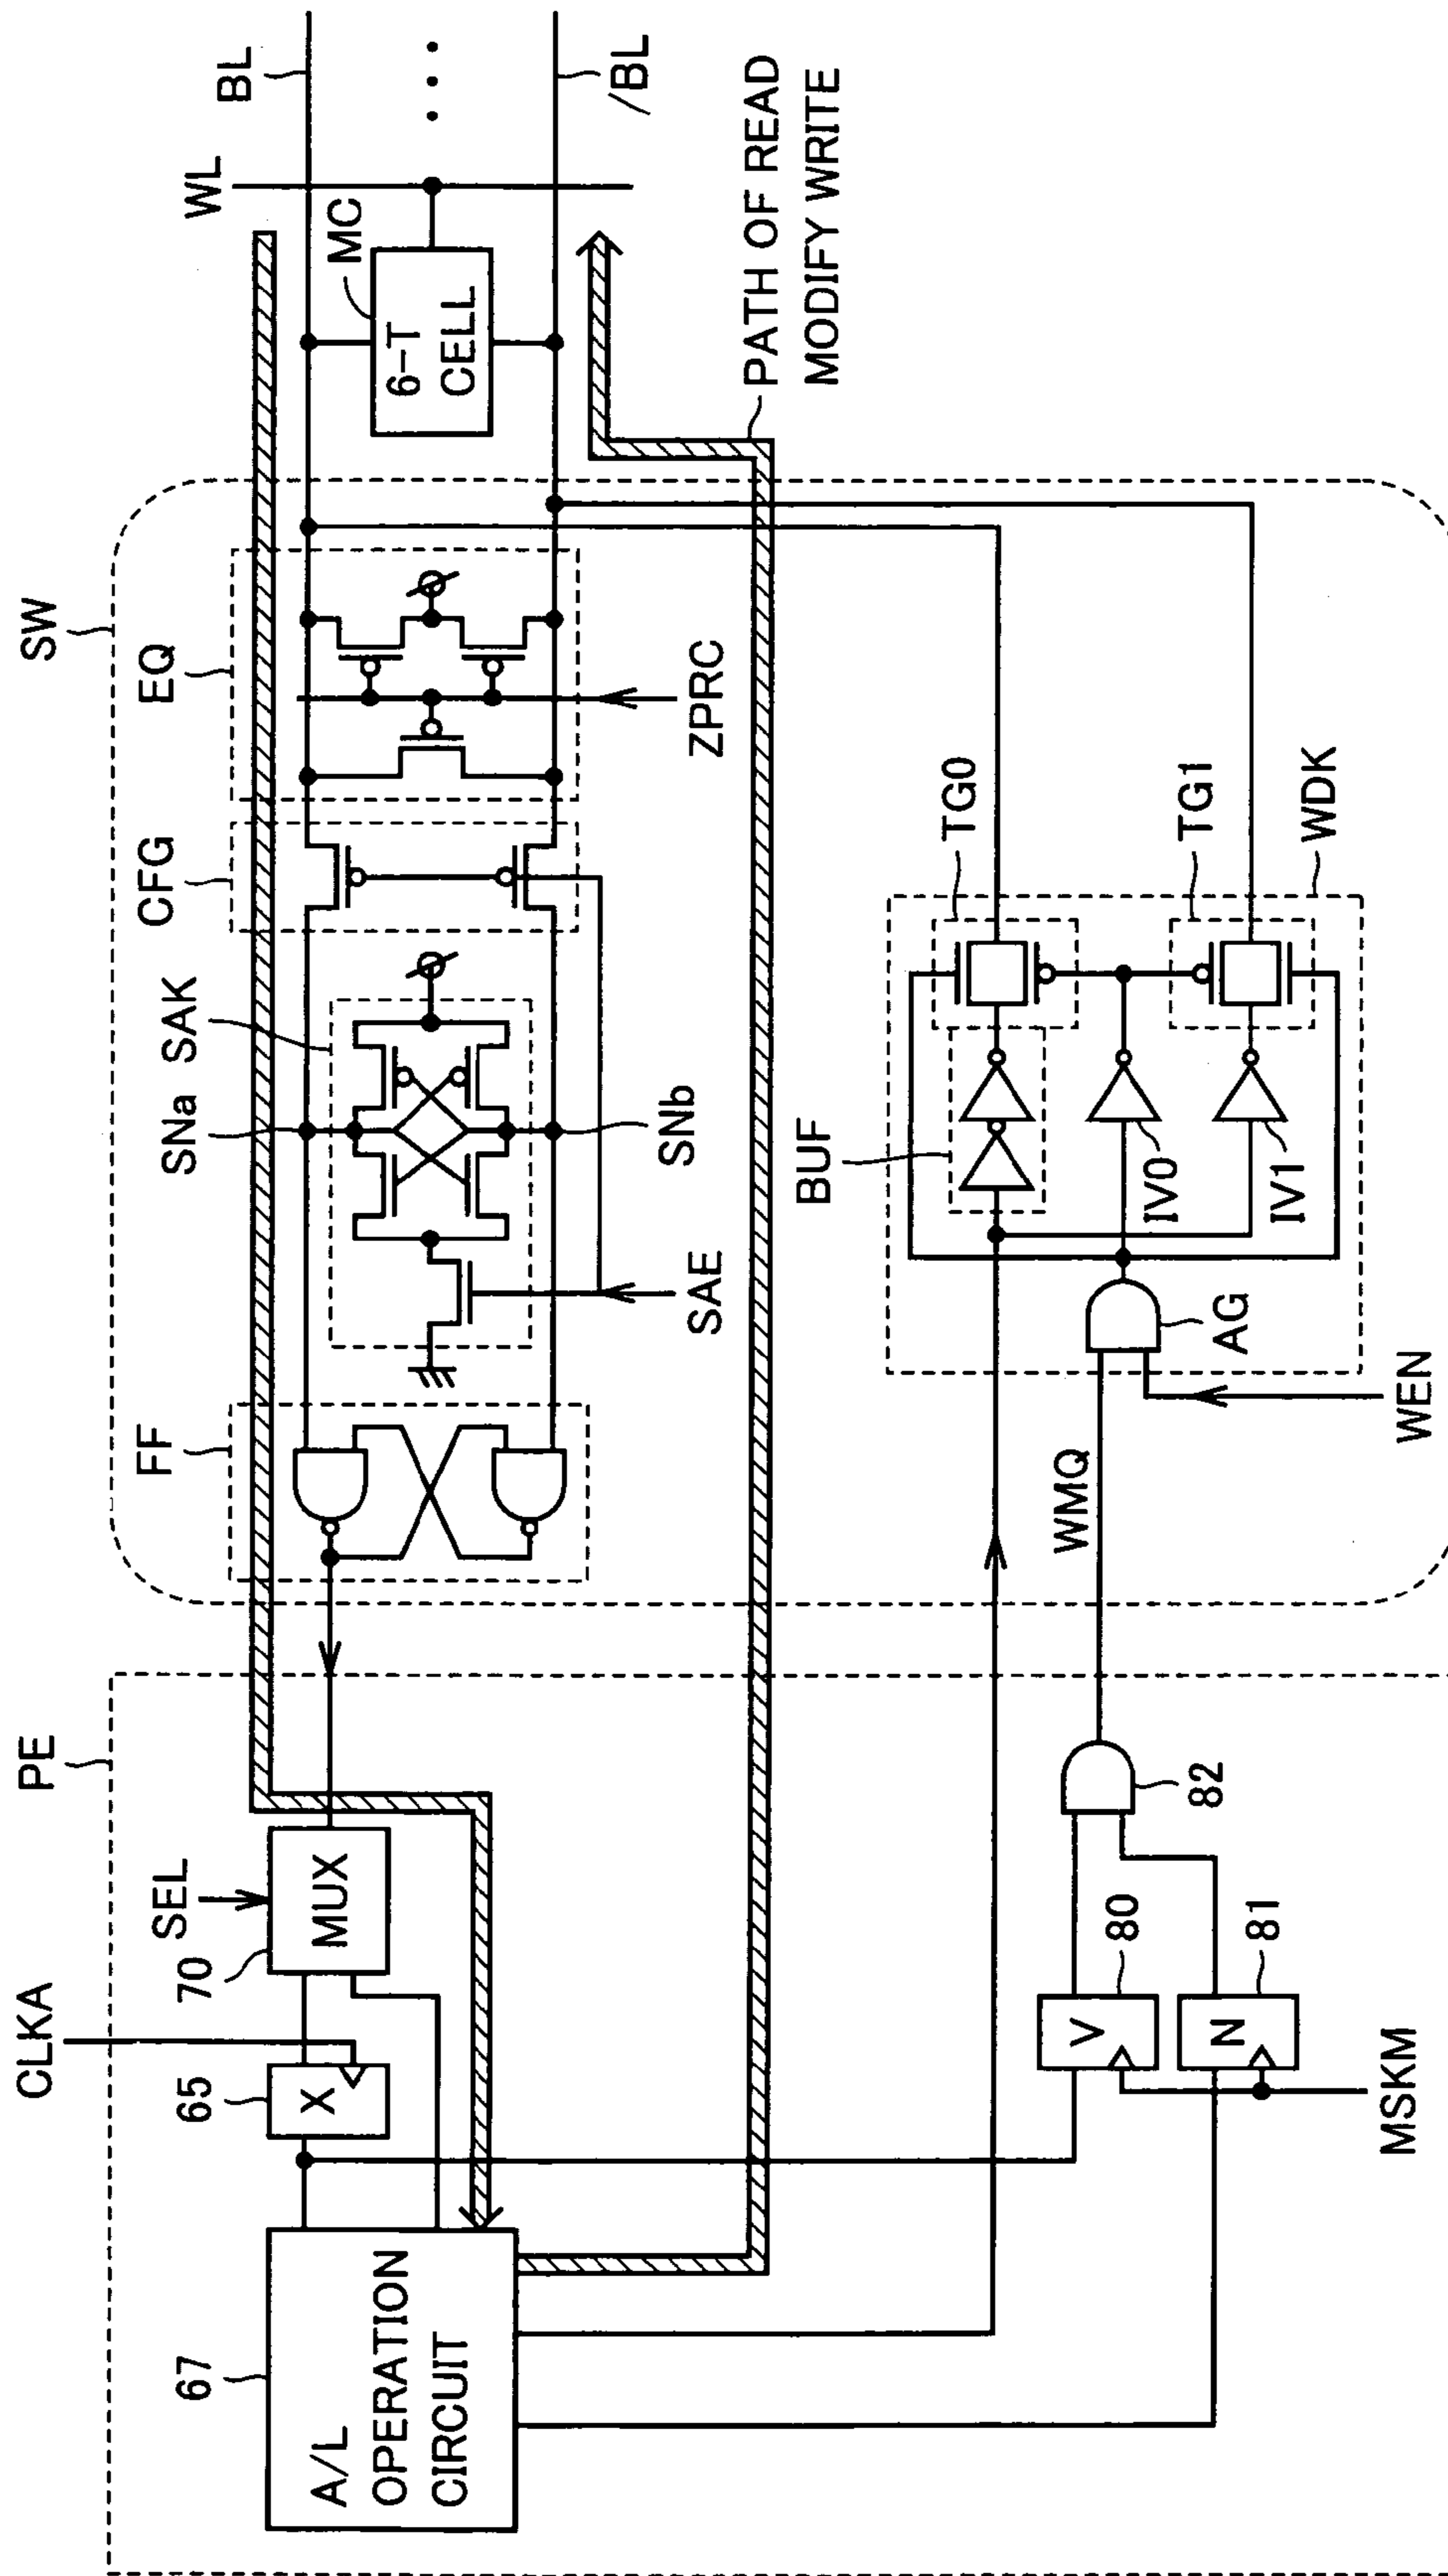 PE
SW
CLKA
SEL
67
65
70
FF
SNa
SAK
CFG
EQ
WL
BL
MC
A/L
OPERATION
CIRCUIT
X
MUX
6-T
CELL
/BL
SAE
SNb
ZPRC
PATH OF READ
MODIFY WRITE
BUF
TG0
WMQ
IV0
TG1
V
80
82
AG
IV1
WDK
N
81
MSKM
WEN